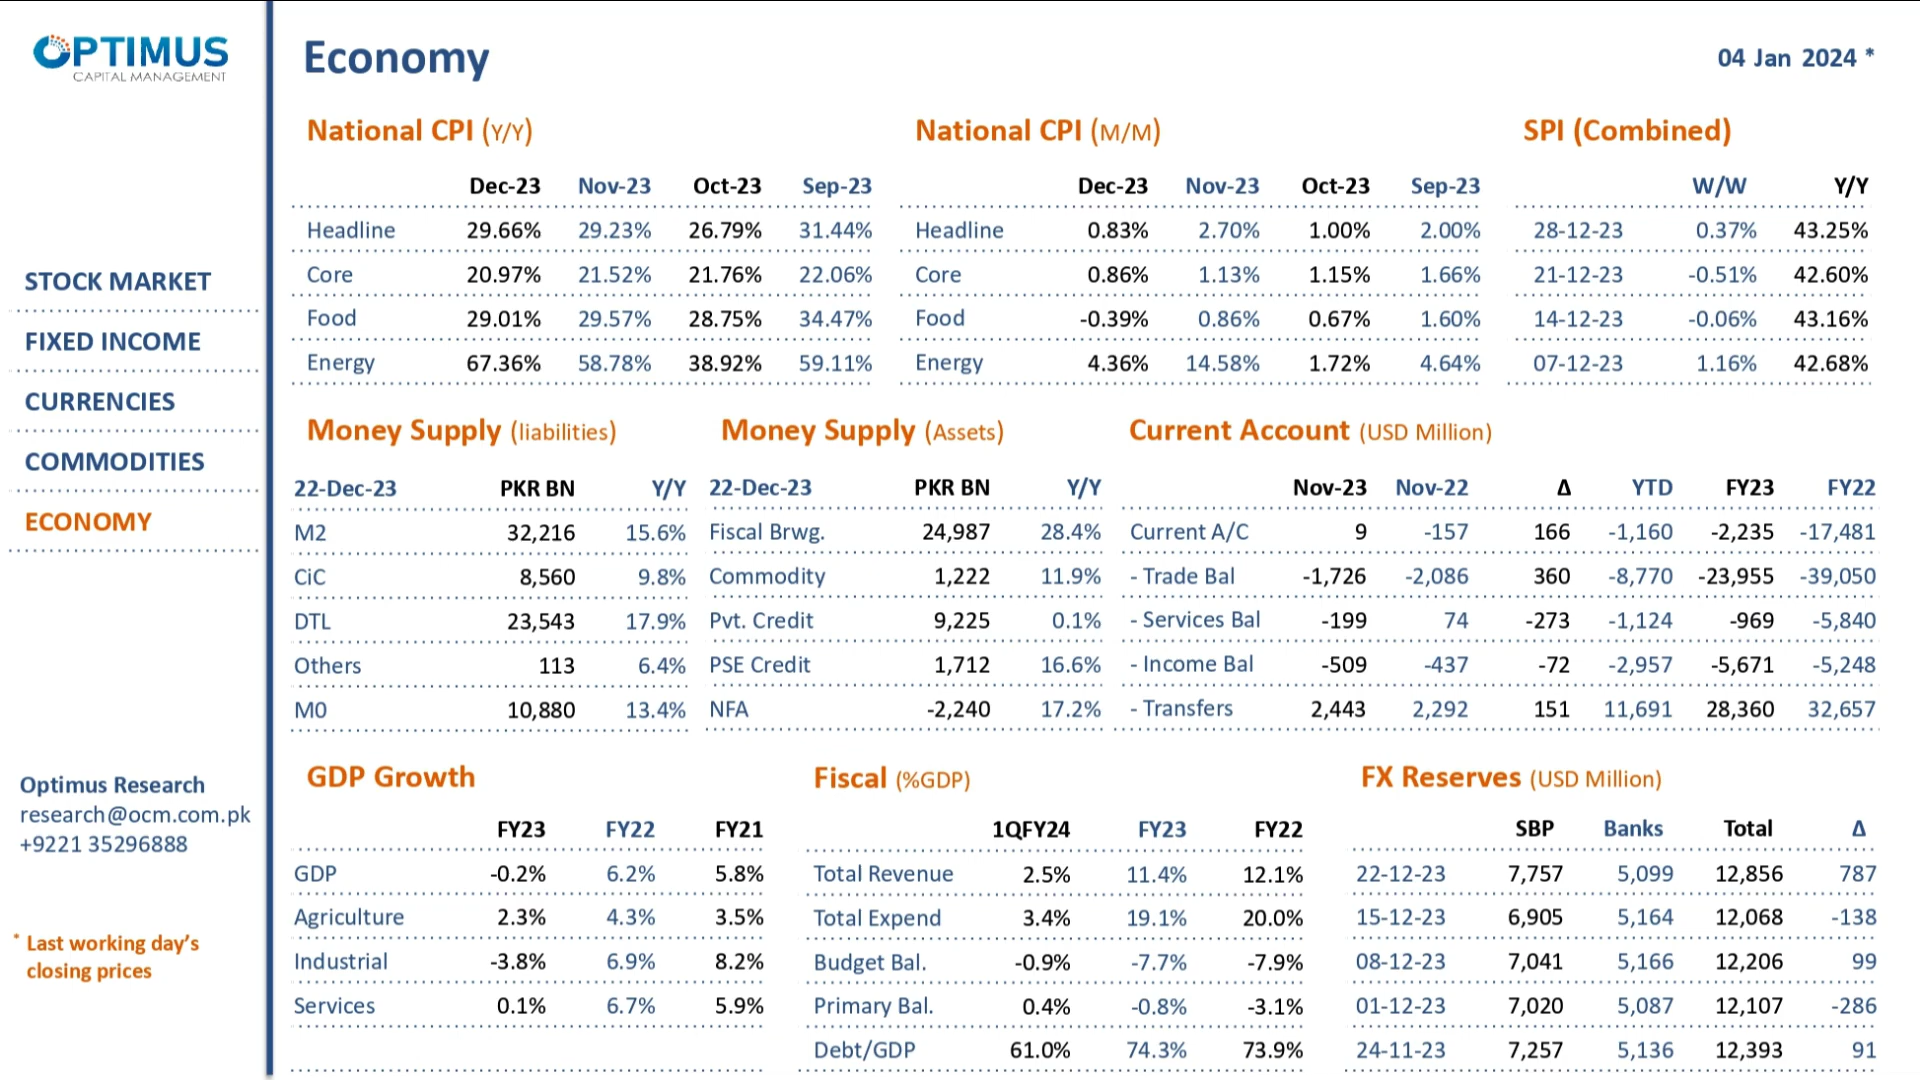 OPTIMUS
CAPITAL MANAGEMENT
STOCK MARKET
FIXED INCOME
CURRENCIES
COMMODITIES
ECONOMY
Optimus Research
research@ocm.com.pk
+9221 35296888
* Last working day's
closing prices
Economy
04 Jan 2024 *
National CPI (Y/Y)
Dec-23 Nov-23 Oct-23 Sep-23
Headline 29.66% 29.23% 26.79% 31.44%
Core 20.97% 21.52% 21.76% 22.06%
Food 29.01% 29.57% 28.75% 34.47%
Energy 67.36% 58.78% 38.92% 59.11%
National CPI (M/M)
Dec-23 Nov-23 Oct-23 Sep-23
Headline 0.83% 2.70% 1.00% 2.00%
Core 0.86% 1.13% 1.15% 1.66%
Food -0.39% 0.86% 0.67% 1.60%
Energy 4.36% 14.58% 1.72% 4.64%
SPI (Combined)
W/W Y/Y
28-12-23 0.37% 43.25%
21-12-23 -0.51% 42.60%
14-12-23 -0.06% 43.16%
07-12-23 1.16% 42.68%
Money Supply (liabilities)
22-Dec-23 PKR BN Y/Y
M2 32,216 15.6%
CiC 8,560 9.8%
DTL 23,543 17.9%
Others 113 6.4%
M0 10,880 13.4%
Money Supply (Assets)
22-Dec-23 PKR BN Y/Y
Fiscal Brwg. 24,987 28.4%
Commodity 1,222 11.9%
Pvt. Credit 9,225 0.1%
PSE Credit 1,712 16.6%
NFA -2,240 17.2%
Current Account (USD Million)
Nov-23 Nov-22 Δ YTD FY23 FY22
Current A/C 9 -157 166 -1,160 -2,235 -17,481
- Trade Bal -1,726 -2,086 360 -8,770 -23,955 -39,050
- Services Bal -199 74 -273 -1,124 -969 -5,840
- Income Bal -509 -437 -72 -2,957 -5,671 -5,248
- Transfers 2,443 2,292 151 11,691 28,360 32,657
GDP Growth
FY23 FY22 FY21
GDP -0.2% 6.2% 5.8%
Agriculture 2.3% 4.3% 3.5%
Industrial -3.8% 6.9% 8.2%
Services 0.1% 6.7% 5.9%
Fiscal (%GDP)
1QFY24 FY23 FY22
Total Revenue 2.5% 11.4% 12.1%
Total Expend 3.4% 19.1% 20.0%
Budget Bal. -0.9% -7.7% -7.9%
Primary Bal. 0.4% -0.8% -3.1%
Debt/GDP 61.0% 74.3% 73.9%
FX Reserves (USD Million)
SBP Banks Total Δ
22-12-23 7,757 5,099 12,856 787
15-12-23 6,905 5,164 12,068 -138
08-12-23 7,041 5,166 12,206 99
01-12-23 7,020 5,087 12,107 -286
24-11-23 7,257 5,136 12,393 91